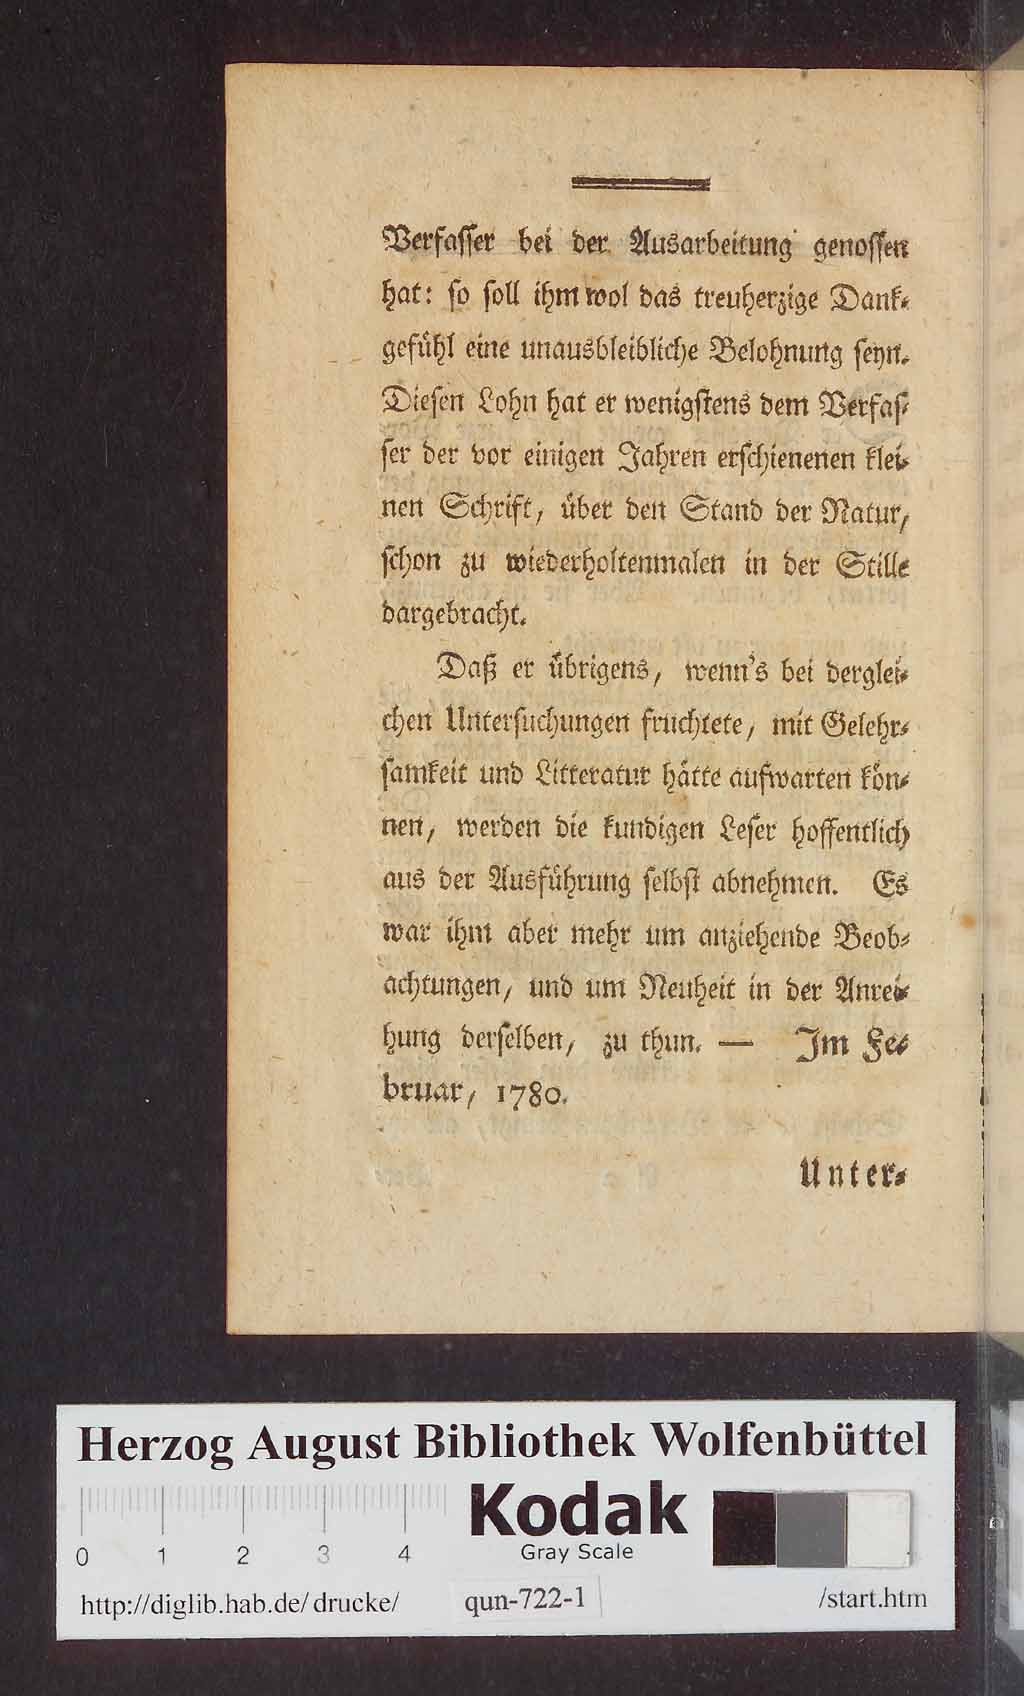 Verfasser bei der Ausarbeitung genossen
hat: so soll ihm wol das treuherzige Dank-
gefühl eine unausbleibliche Belohnung seyn.
Diesen Lohn hat er wenigstens dem Verfas-
ser der vor einigen Jahren erschienenen klei-
nen Schrift, über den Stand der Natur,
schon zu wiederholtenmalen in der Stille
dargebracht.
Daß er übrigens, wenn's bei derglei-
chen Untersuchungen fruchtete, mit Gelehr-
samkeit und Litteratur hätte aufwarten kön-
nen, werden die kundigen Leser hoffentlich
aus der Ausführung selbst abnehmen. Es
war ihm aber mehr um anziehende Beob-
achtungen, und um Neuheit in der Anrei-
hung derselben, zu thun. — Im Fe-
bruar, 1780.
Unter-
Herzog August Bibliothek Wolfenbüttel
Kodak
0 1 2 3 4 Gray Scale
http://diglib.hab.de/drucke/ qun-722-1 /start.htm